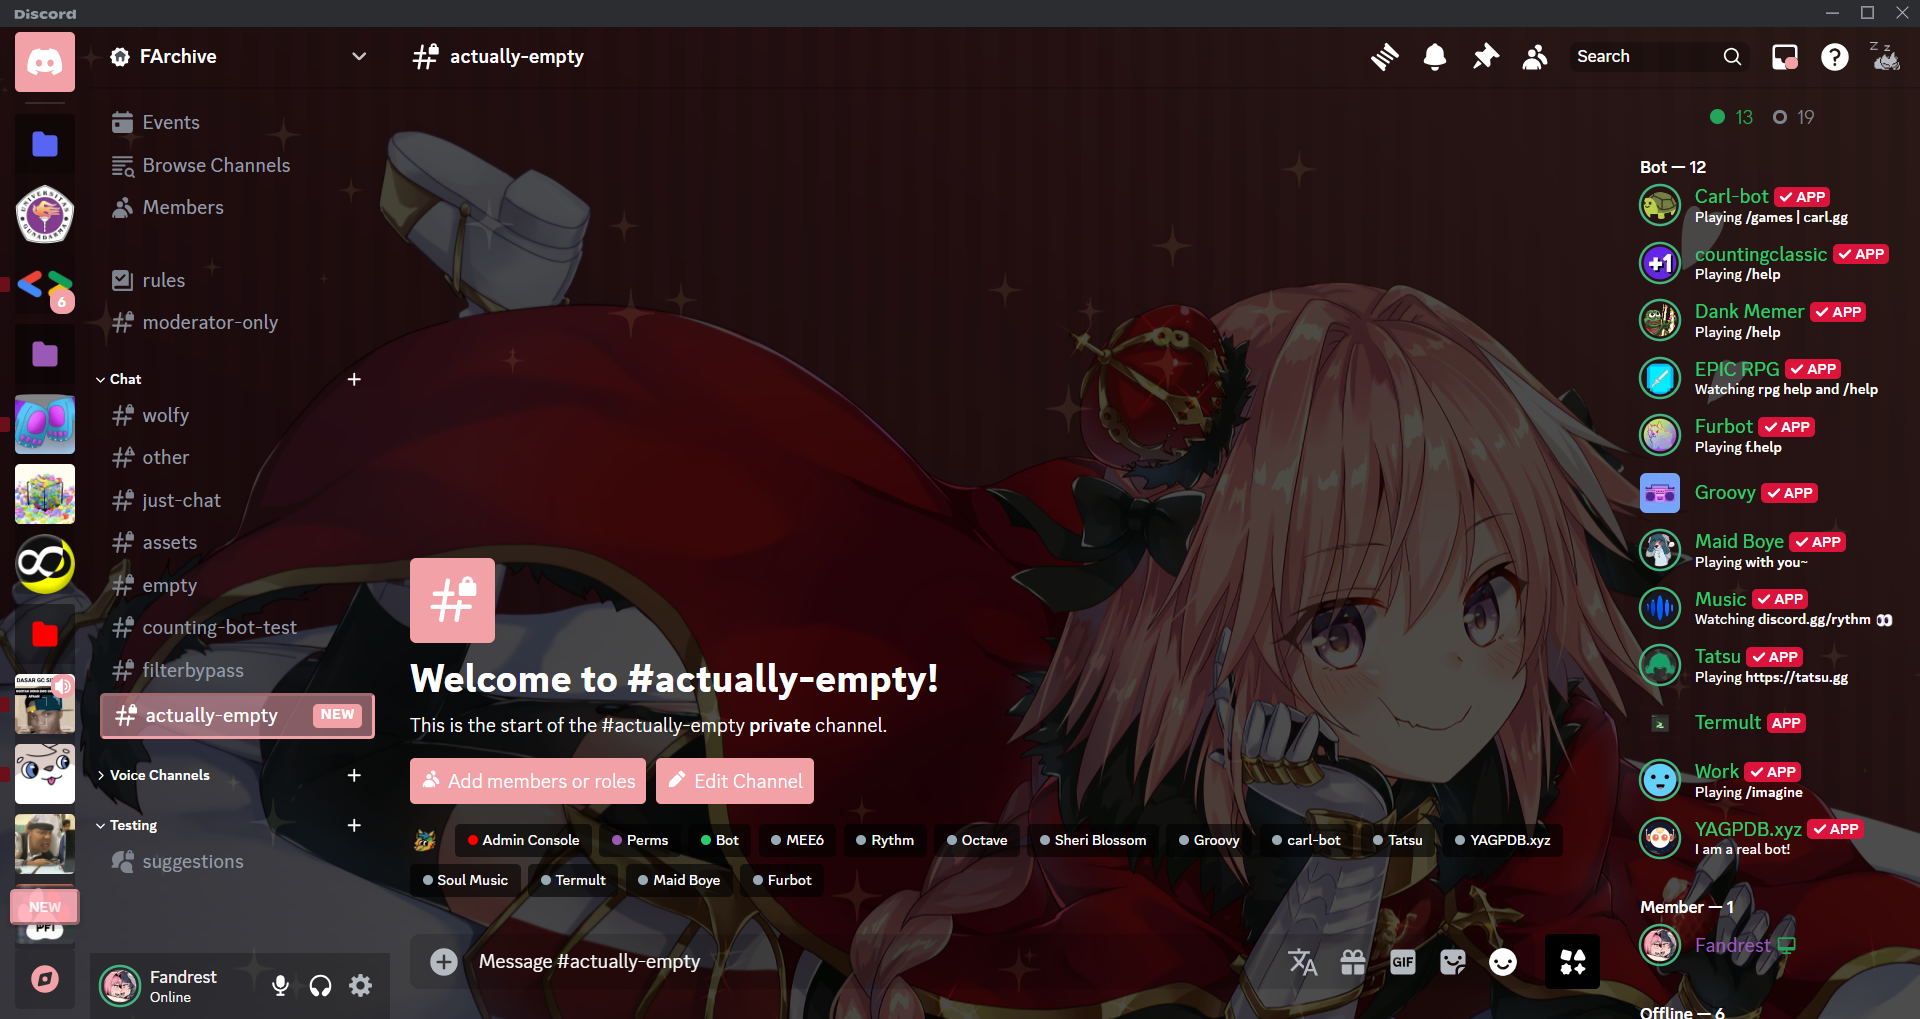 Discord
FArchive
actually-empty
Search
Events
Browse Channels
Members
rules
moderator-only
Chat
wolfy
other
just-chat
assets
empty
counting-bot-test
filterbypass
actually-empty NEW
Voice Channels
Testing
suggestions
6
UNIVERSITAS
GUNADARMA
NEW
PFI
Fandrest
Online
Welcome to #actually-empty!
This is the start of the #actually-empty private channel.
Add members or roles
Edit Channel
Admin Console Perms Bot MEE6 Rythm Octave Sheri Blossom Groovy carl-bot Tatsu YAGPDB.xyz
Soul Music Termult Maid Boye Furbot
Message #actually-empty
GIF
13 19
Bot — 12
Carl-bot APP
Playing /games | carl.gg
+1
countingclassic APP
Playing /help
Dank Memer APP
Playing /help
EPIC RPG APP
Watching rpg help and /help
Furbot APP
Playing f.help
Groovy APP
Maid Boye APP
Playing with you~
Music APP
Watching discord.gg/rythm 👀
Tatsu APP
Playing https://tatsu.gg
Termult APP
Work APP
Playing /imagine
YAGPDB.xyz APP
I am a real bot!
Member — 1
Fandrest
Offline — 6